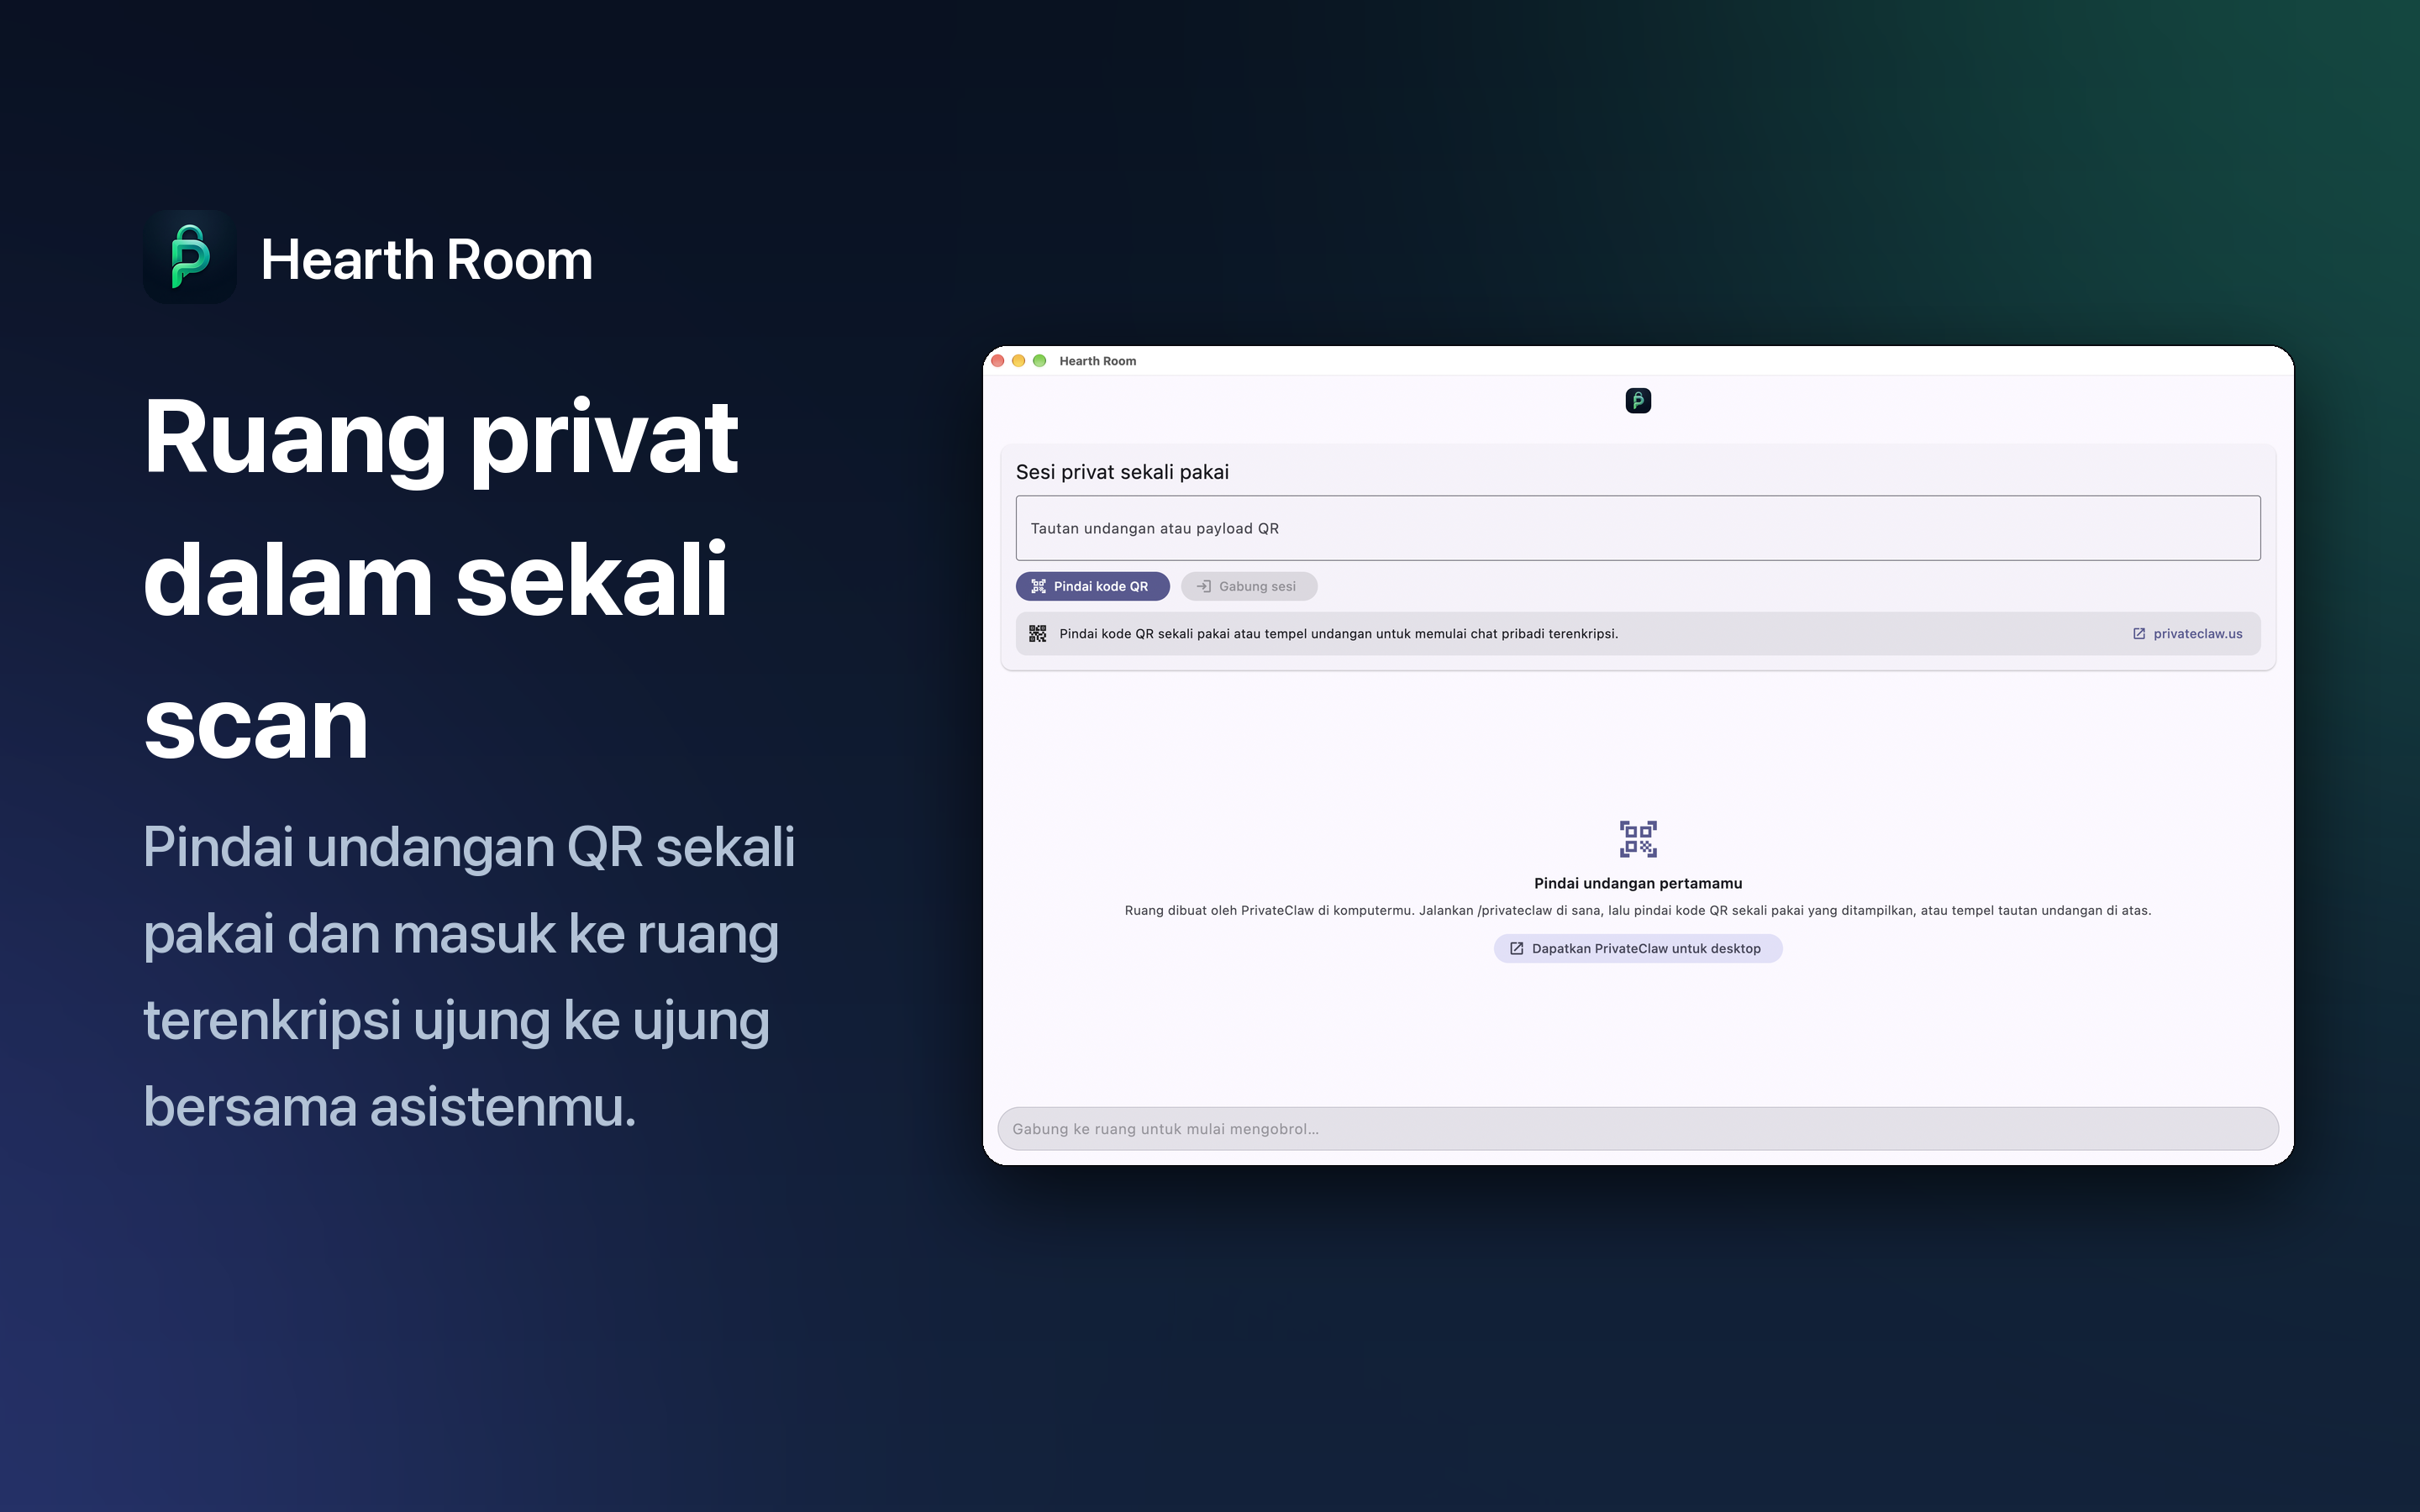 Hearth Room
Ruang privat
dalam sekali
scan
Pindai undangan QR sekali
pakai dan masuk ke ruang
terenkripsi ujung ke ujung
bersama asistenmu.
Hearth Room
Sesi privat sekali pakai
Tautan undangan atau payload QR
Pindai kode QR
Gabung sesi
Pindai kode QR sekali pakai atau tempel undangan untuk memulai chat pribadi terenkripsi.
privateclaw.us
Pindai undangan pertamamu
Ruang dibuat oleh PrivateClaw di komputermu. Jalankan /privateclaw di sana, lalu pindai kode QR sekali pakai yang ditampilkan, atau tempel tautan undangan di atas.
Dapatkan PrivateClaw untuk desktop
Gabung ke ruang untuk mulai mengobrol...